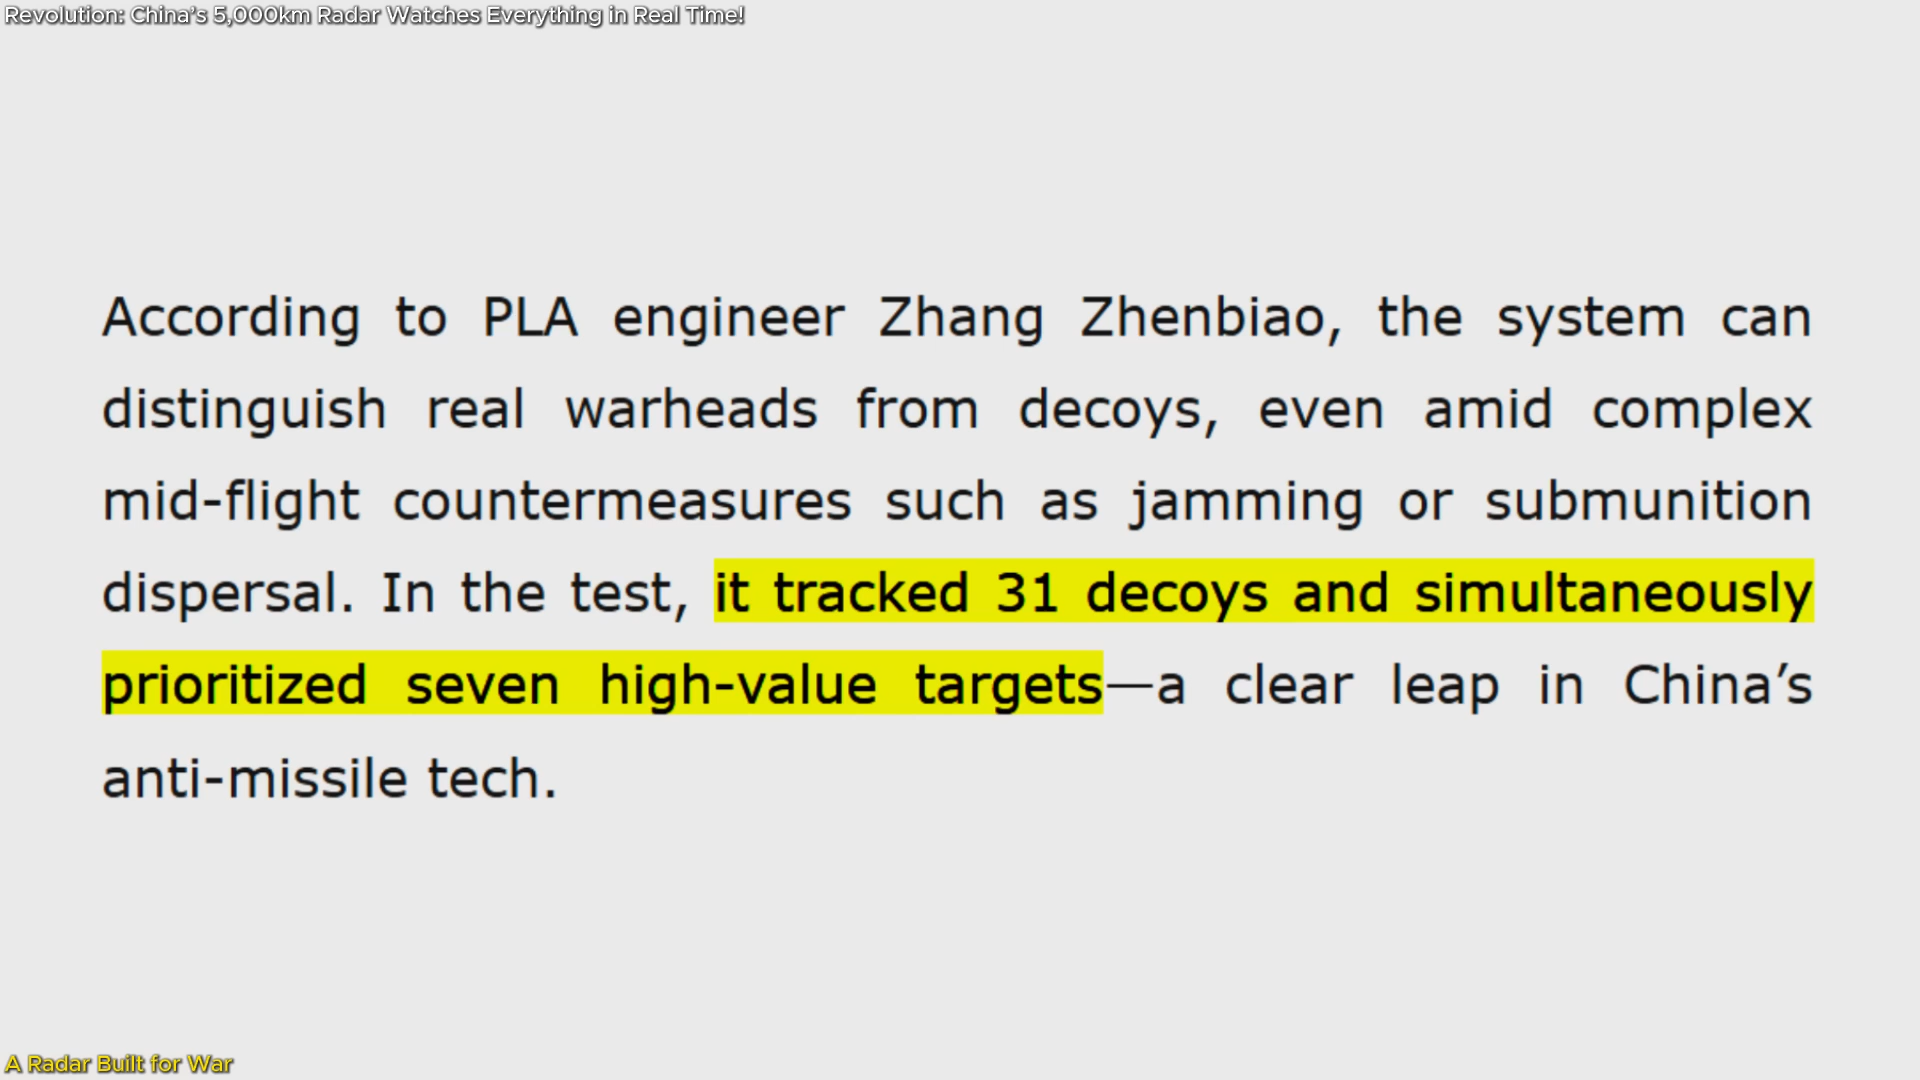 Revolution: China's 5,000km Radar Watches Everything in Real Time!
According to PLA engineer Zhang Zhenbiao, the system can
distinguish real warheads from decoys, even amid complex
mid-flight countermeasures such as jamming or submunition
dispersal. In the test, it tracked 31 decoys and simultaneously
prioritized seven high-value targets—a clear leap in China’s
anti-missile tech.
A Radar Built for War